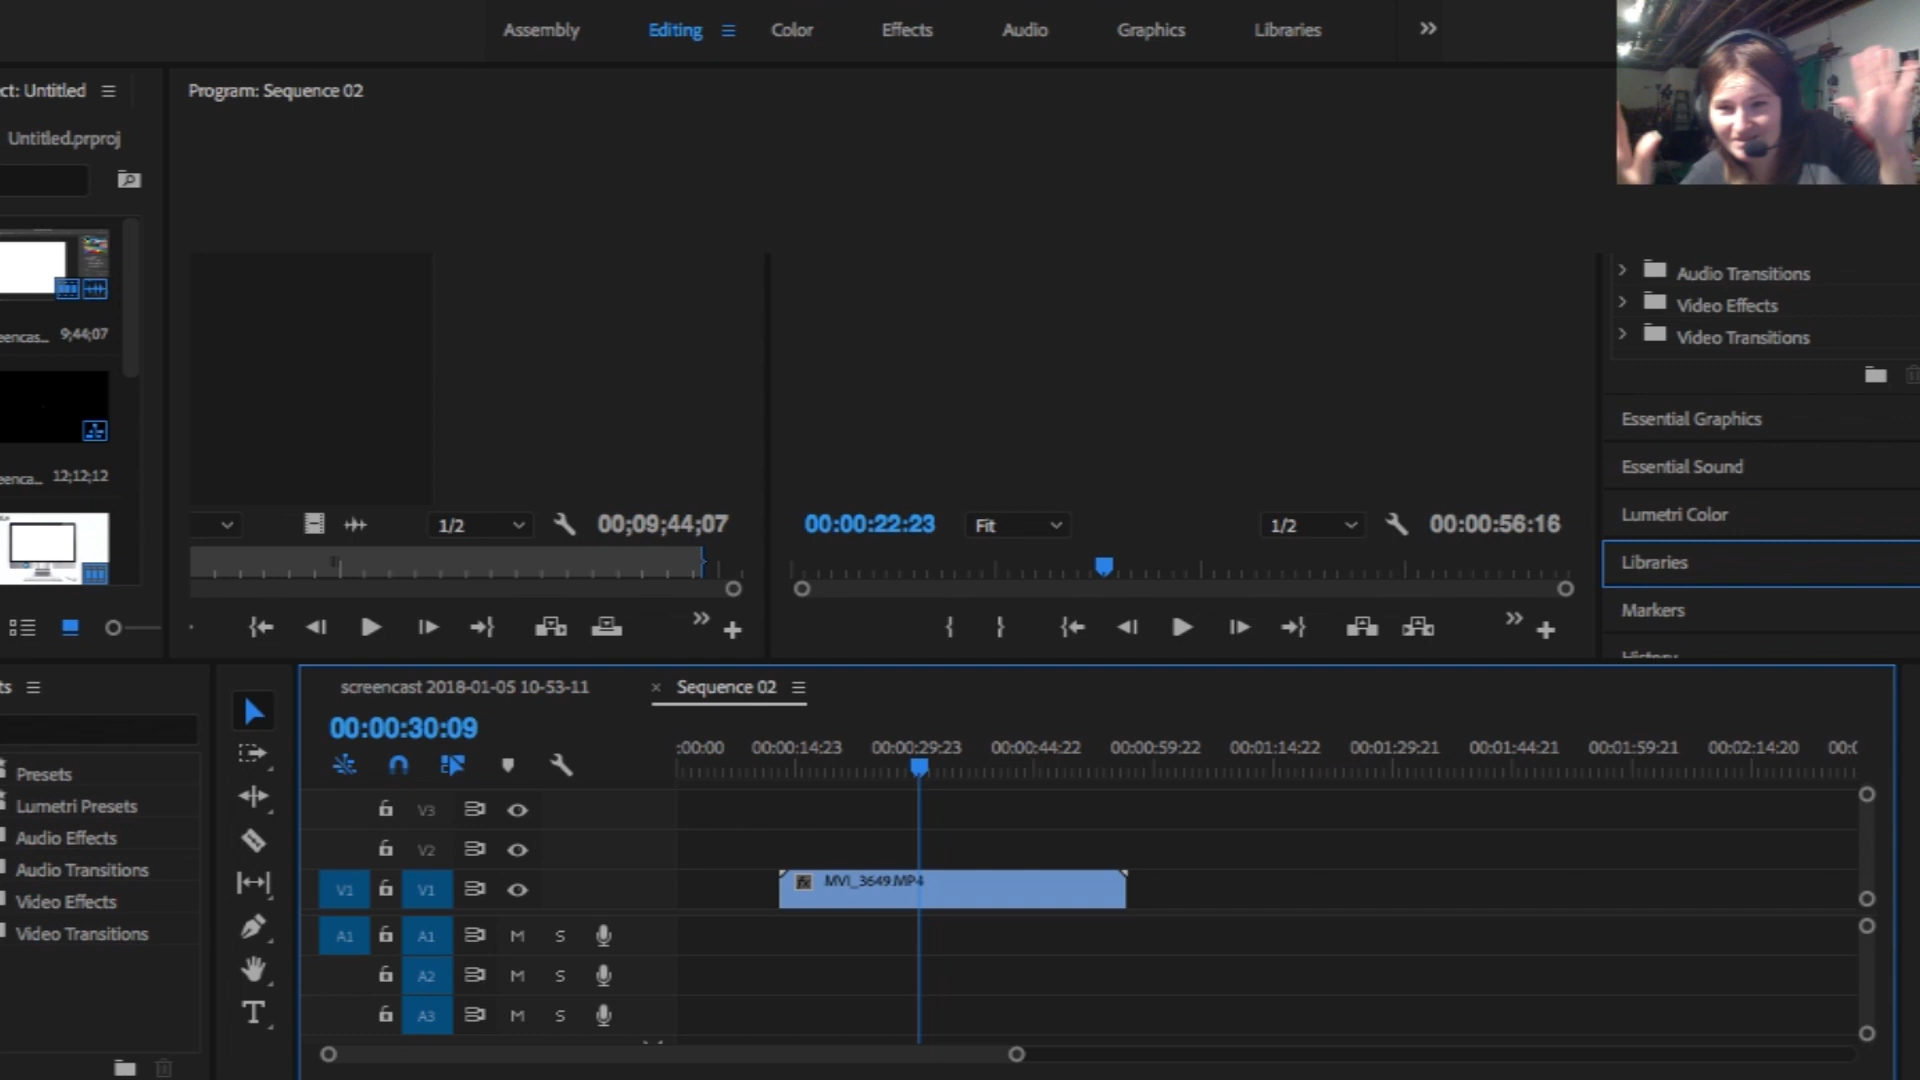 Assembly Editing Color Effects Audio Graphics Libraries
ct: Untitled
Program: Sequence 02
Untitled.prproj
eencas... 9;44;07
eenca... 12;12;12
Audio Transitions
Video Effects
Video Transitions
Essential Graphics
Essential Sound
Lumetri Color
Libraries
Markers
History
1/2 00;09;44;07
00:00:22:23 Fit 1/2 00:00:56:16
ts
screencast 2018-01-05 10-53-11 × Sequence 02
00:00:30:09
:00:00 00:00:14:23 00:00:29:23 00:00:44:22 00:00:59:22 00:01:14:22 00:01:29:21 00:01:44:21 00:01:59:21 00:02:14:20 00:0
Presets
Lumetri Presets
Audio Effects
Audio Transitions
Video Effects
Video Transitions
V3
V2
V1 V1 fx MVI_3649.MP4
A1 A1 M S
A2 M S
A3 M S
T